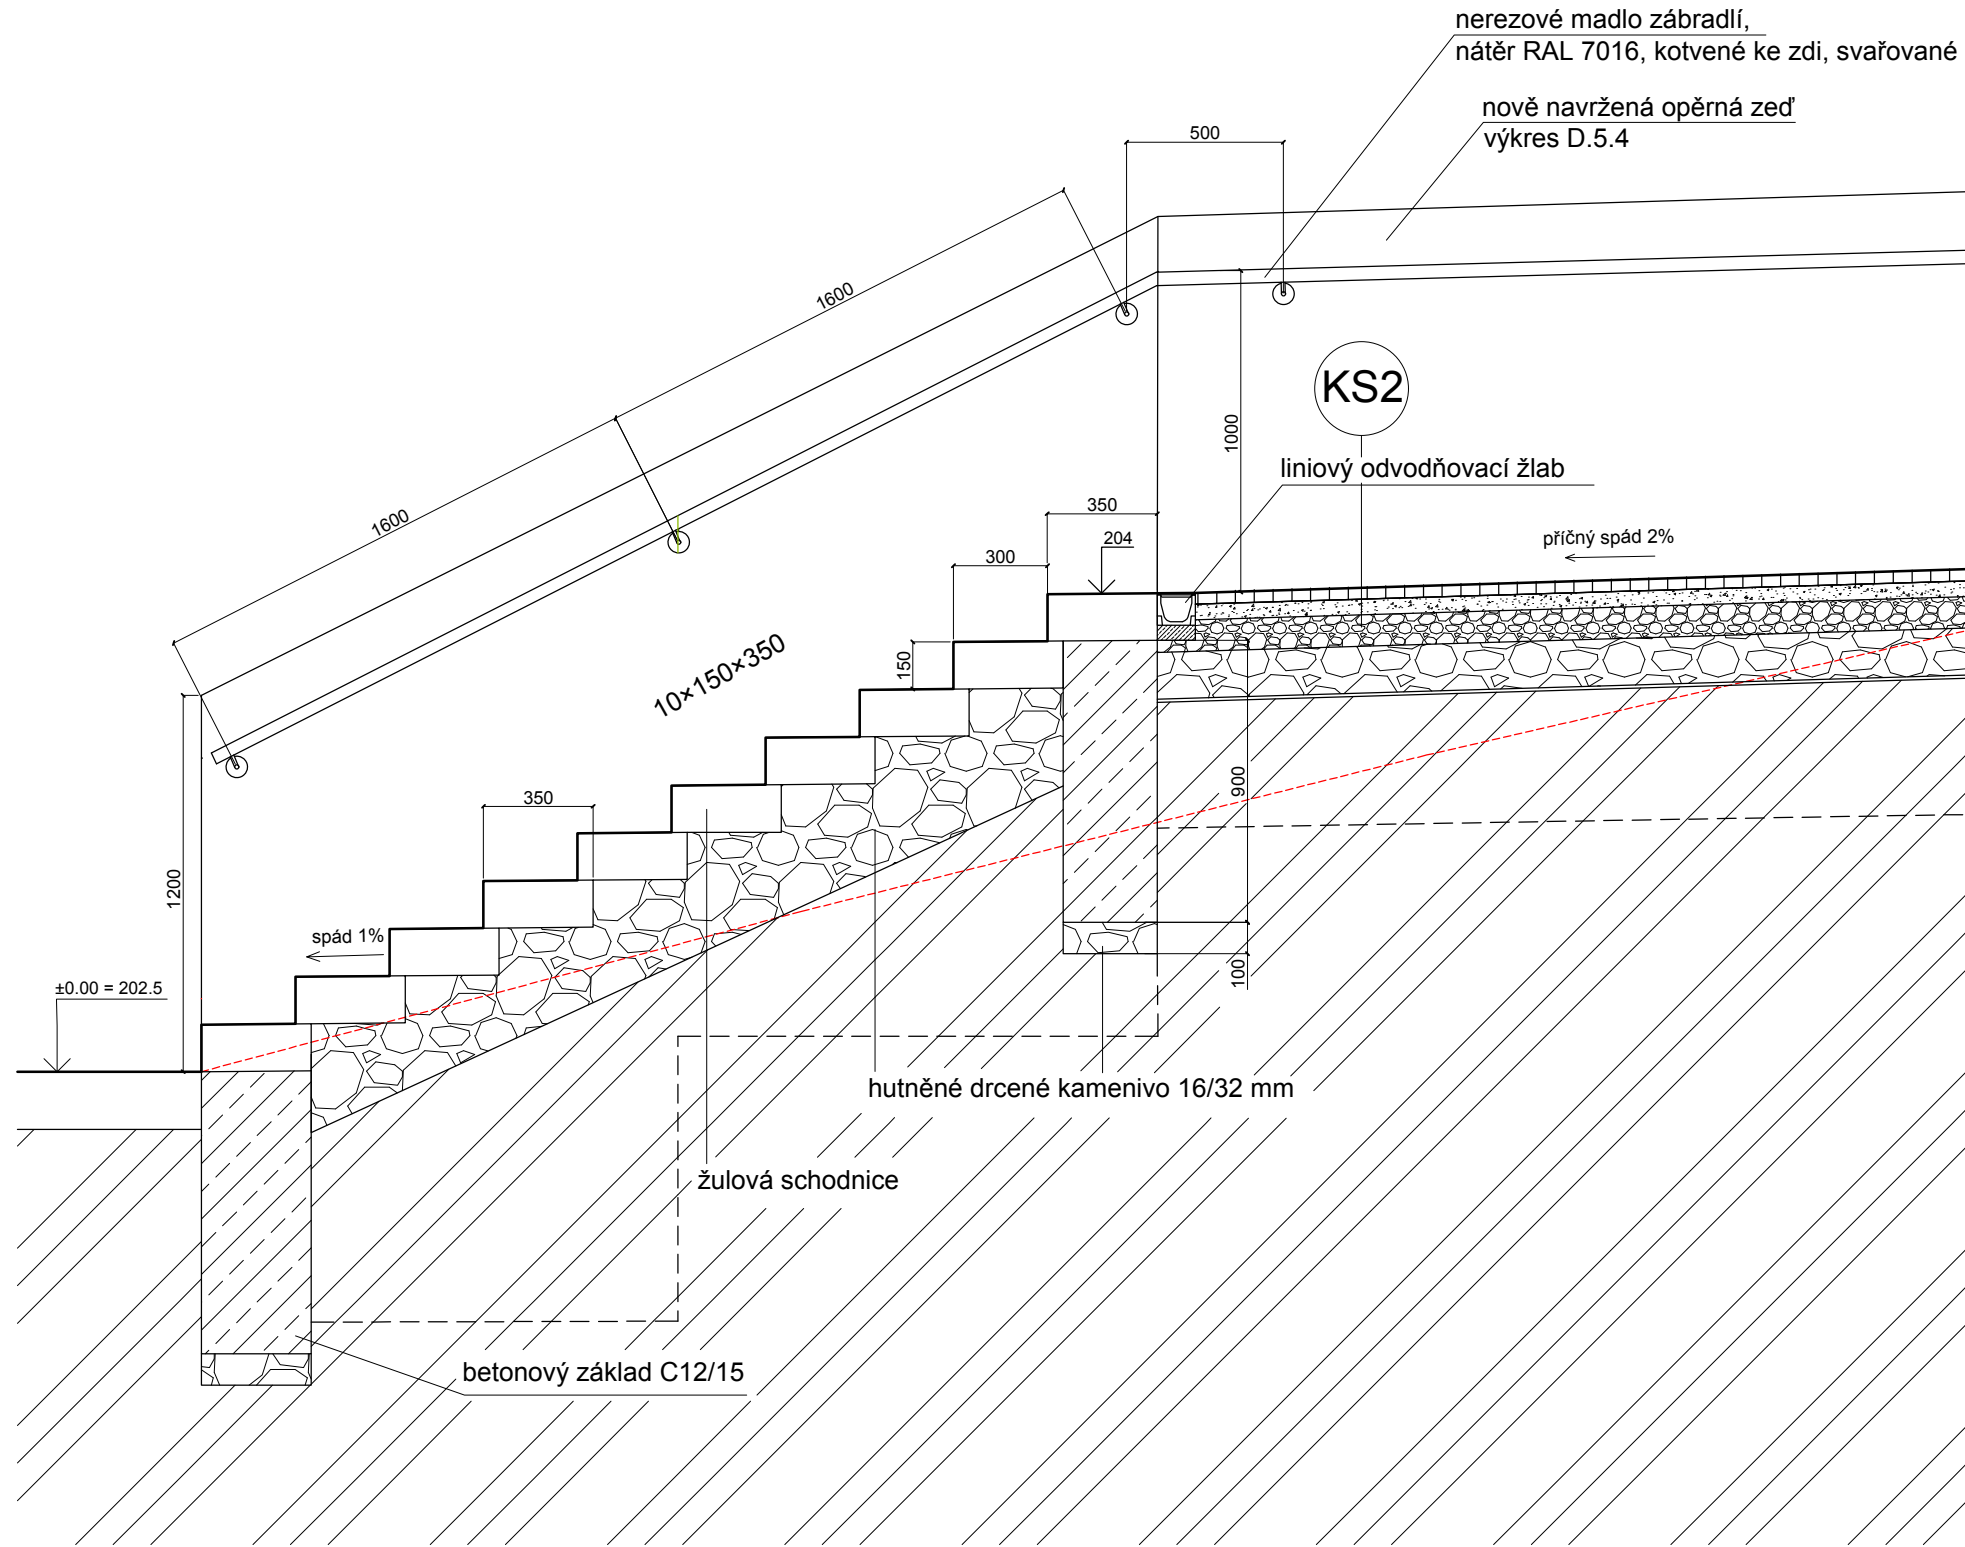 nerezové madlo zábradlí,
nátěr RAL 7016, kotvené ke zdi, svařované
nově navržená opěrná zeď
výkres D.5.4
500
1600
1600
KS2
1000
liniový odvodňovací žlab
350
204
300
příčný spád 2%
150
10×150×350
900
350
1200
spád 1%
100
±0.00 = 202.5
hutněné drcené kamenivo 16/32 mm
žulová schodnice
betonový základ C12/15